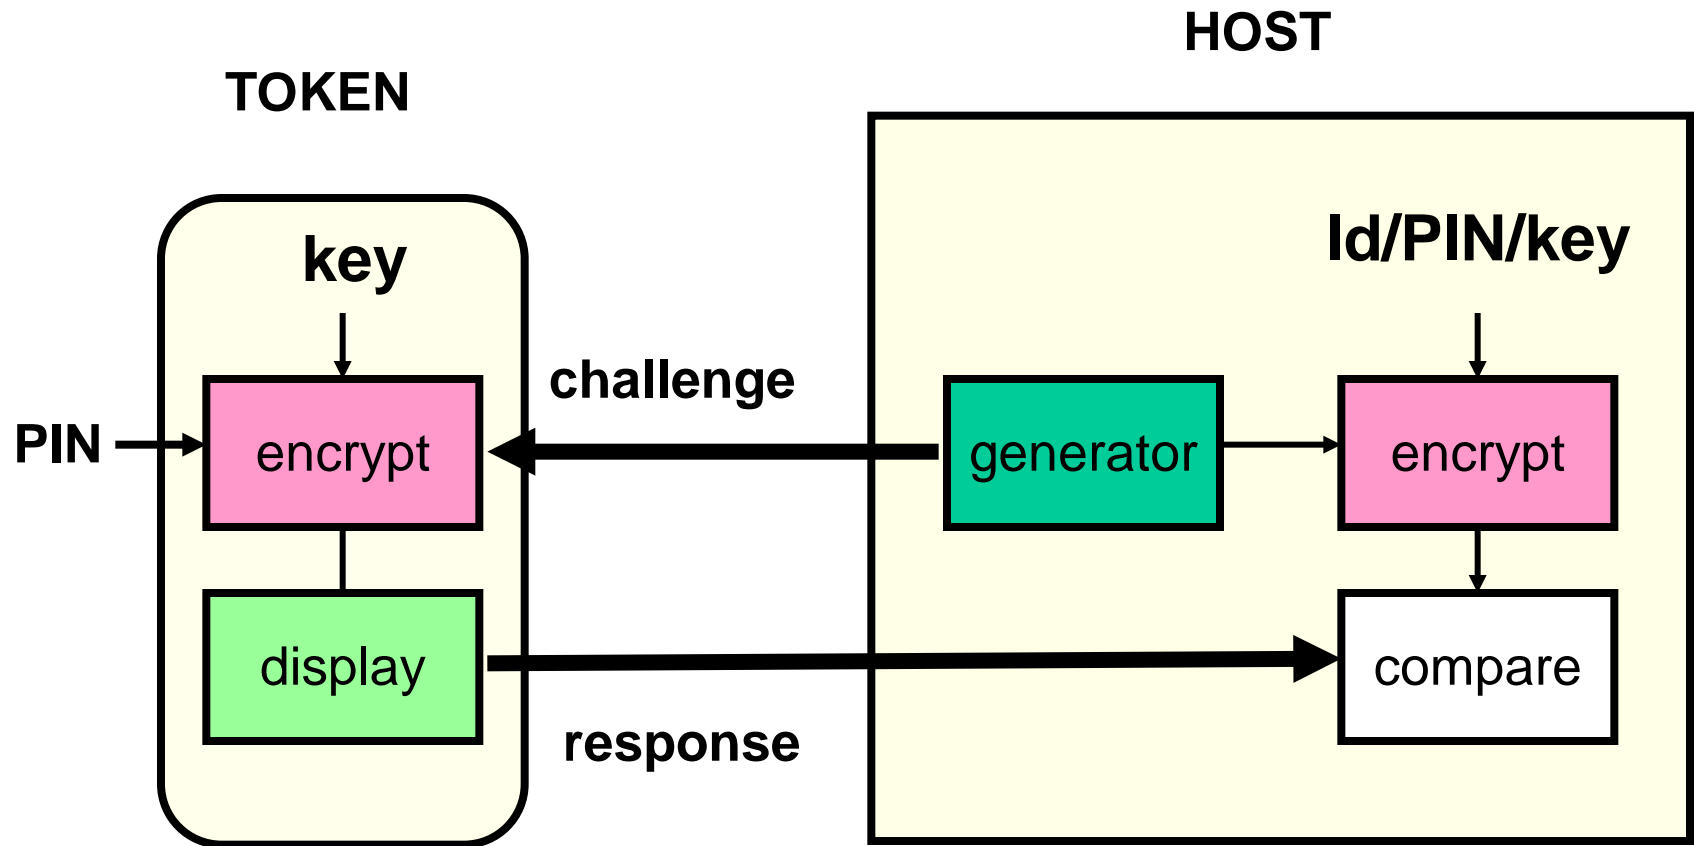 HOST
TOKEN
Id/PIN/key
key
challenge
PIN
encrypt
generator
encrypt
display
compare
response